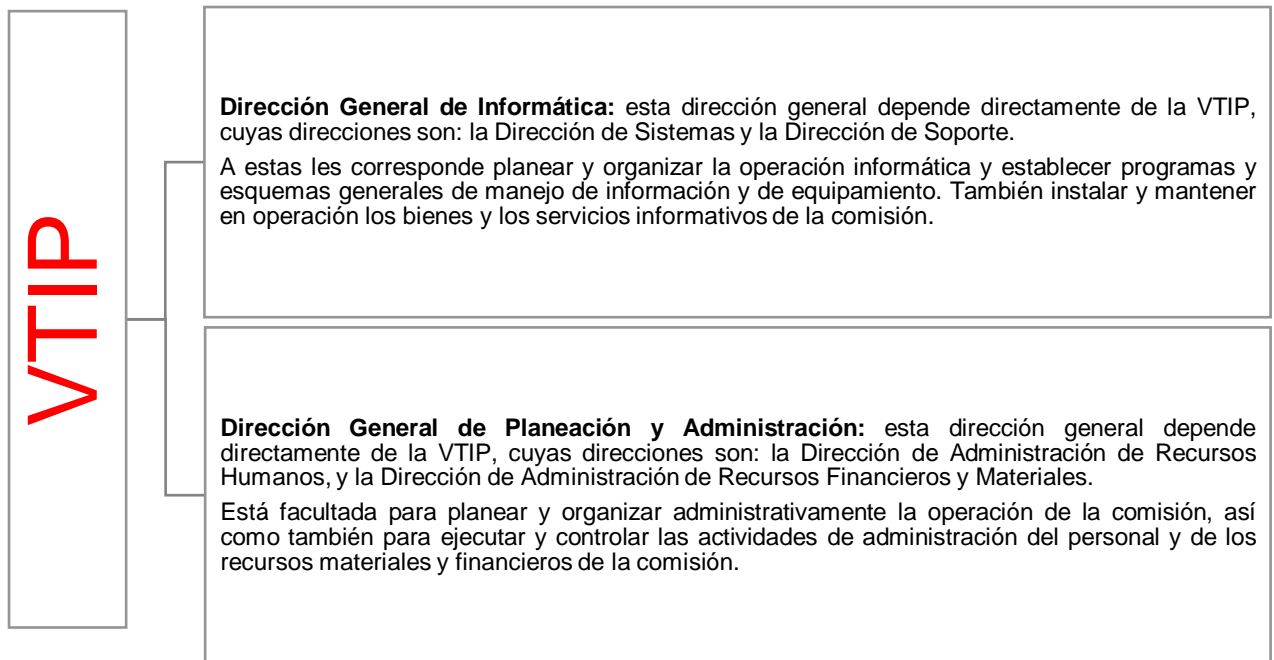 VTIP
Dirección General de Informática: esta dirección general depende directamente de la VTIP,
cuyas direcciones son: la Dirección de Sistemas y la Dirección de Soporte.
A estas les corresponde planear y organizar la operación informática y establecer programas y
esquemas generales de manejo de información y de equipamiento. También instalar y mantener
en operación los bienes y los servicios informativos de la comisión.
Dirección General de Planeación y Administración: esta dirección general depende
directamente de la VTIP, cuyas direcciones son: la Dirección de Administración de Recursos
Humanos, y la Dirección de Administración de Recursos Financieros y Materiales.
Está facultada para planear y organizar administrativamente la operación de la comisión, así
como también para ejecutar y controlar las actividades de administración del personal y de los
recursos materiales y financieros de la comisión.